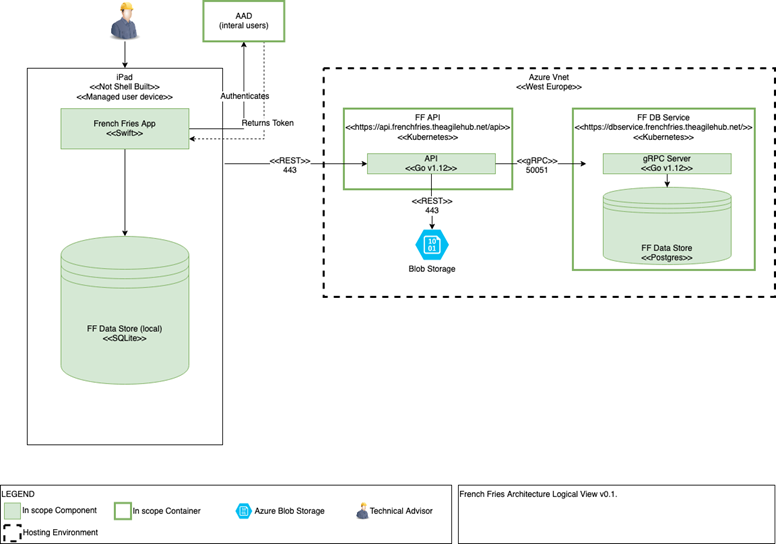 AAD
(interal users)
iPad
<<Not Shell Built>>
<<Managed user device>>
Authenticates
French Fries App
<<Swift>>
Returns Token
FF Data Store (local)
<<SQLite>>
<<REST>>
443
Azure Vnet
<<West Europe>>
FF API
<<https://api.frenchfries.theagilehub.net/api>>
<<Kubernetes>>
API
<<Go v1.12>>
<<gRPC>>
50051
<<REST>>
443
10
01
Blob Storage
FF DB Service
<<https://dbservice.frenchfries.theagilehub.net/>>
<<Kubernetes>>
gRPC Server
<<Go v1.12>>
FF Data Store
<<Postgres>>
LEGEND
In scope Component
In scope Container
Azure Blob Storage
Technical Advisor
Hosting Environment
French Fries Architecture Logical View v0.1.